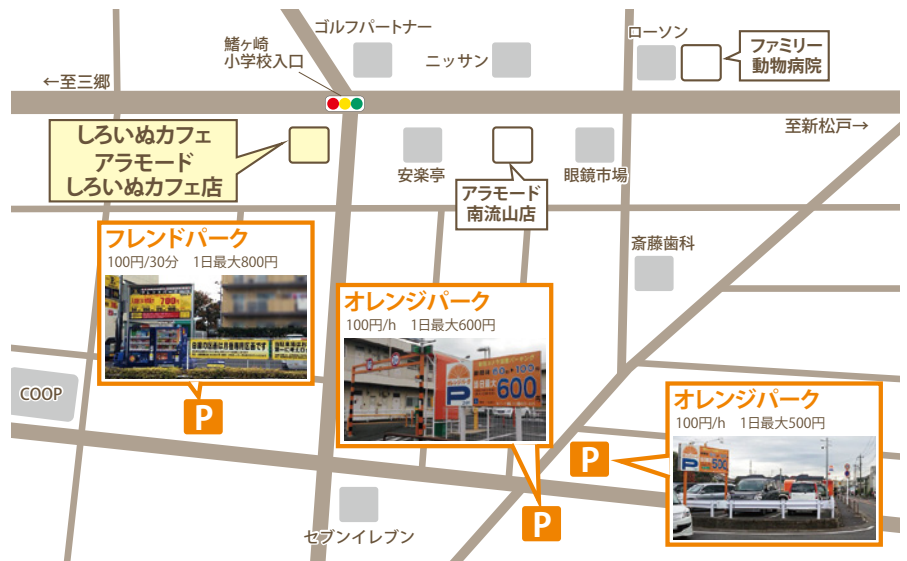 ゴルフパートナー
鰭ヶ崎
小学校入口
ニッサン
ローソン
ファミリー
動物病院
←至三郷
至新松戸→
しろいぬカフェ
アラモード
しろいぬカフェ店
安楽亭
アラモード
南流山店
眼鏡市場
斎藤歯科
フレンドパーク
100円/30分　1日最大800円
700
オレンジパーク
100円/h　1日最大600円
P
600
オレンジパーク
100円/h　1日最大500円
P
500
COOP
P
P
P
セブンイレブン